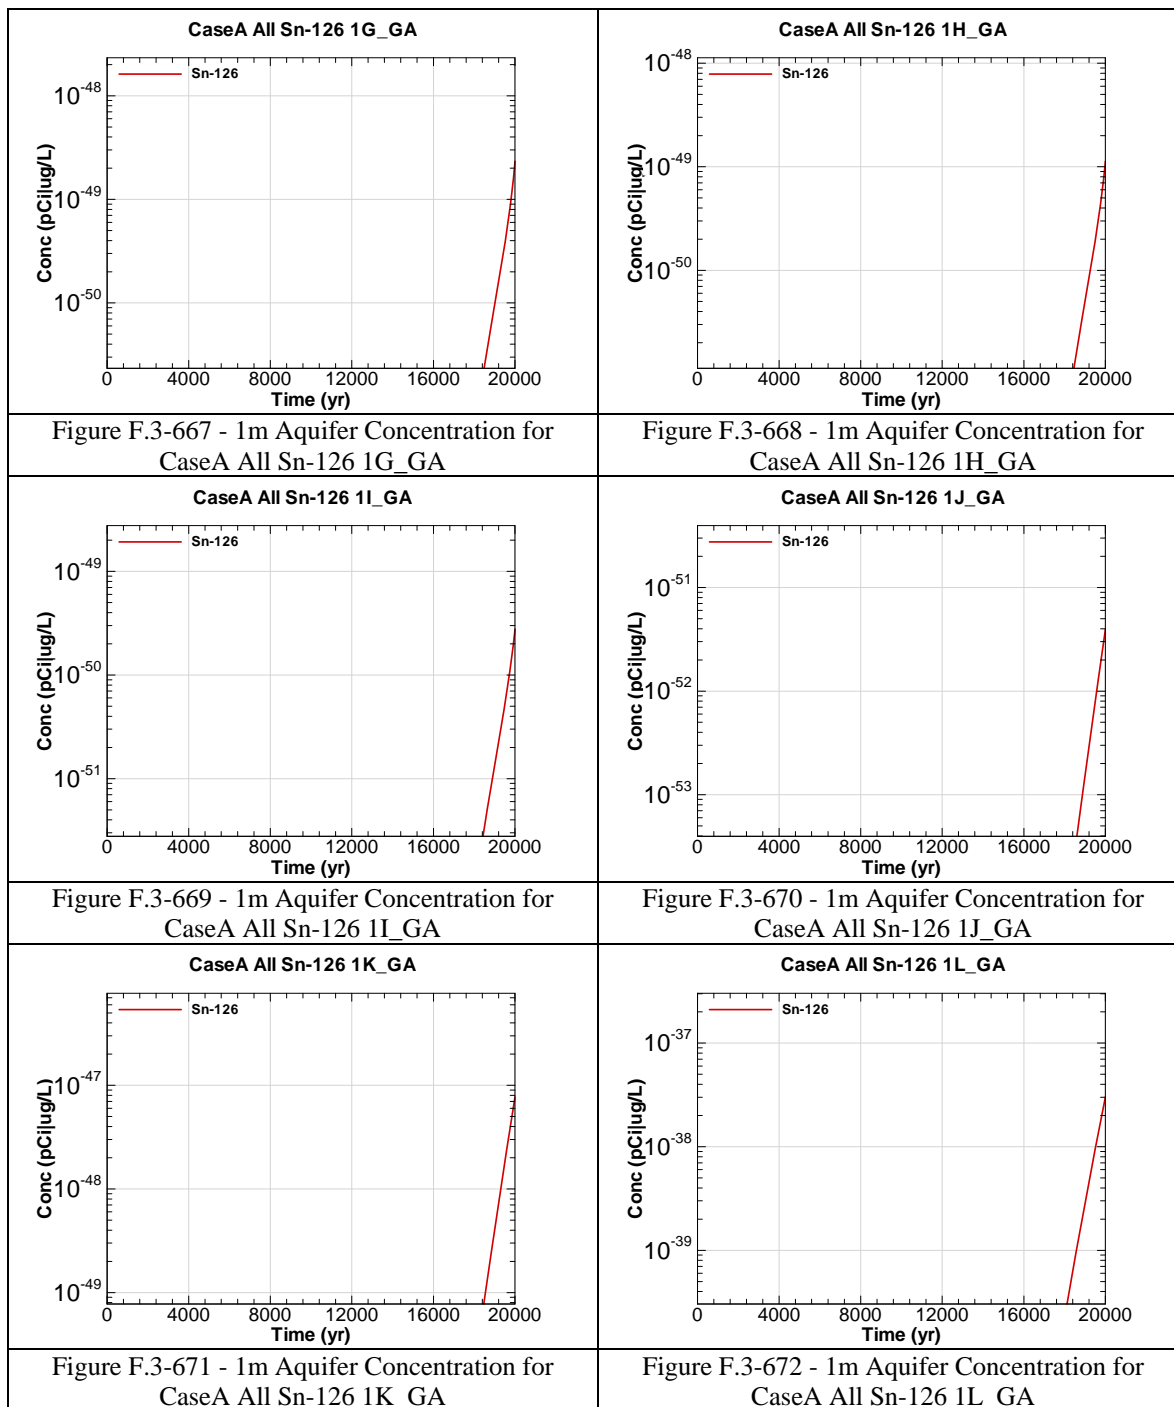 CaseA All Sn-126 1G_GA
Sn-126
10^-48
10^-49
10^-50
Conc (pCi|ug/L)
0 4000 8000 12000 16000 20000
Time (yr)
Figure F.3-667 - 1m Aquifer Concentration for
CaseA All Sn-126 1G_GA
CaseA All Sn-126 1H_GA
Sn-126
10^-48
10^-49
10^-50
Conc (pCi|ug/L)
0 4000 8000 12000 16000 20000
Time (yr)
Figure F.3-668 - 1m Aquifer Concentration for
CaseA All Sn-126 1H_GA
CaseA All Sn-126 1I_GA
Sn-126
10^-49
10^-50
10^-51
Conc (pCi|ug/L)
0 4000 8000 12000 16000 20000
Time (yr)
Figure F.3-669 - 1m Aquifer Concentration for
CaseA All Sn-126 1I_GA
CaseA All Sn-126 1J_GA
Sn-126
10^-51
10^-52
10^-53
Conc (pCi|ug/L)
0 4000 8000 12000 16000 20000
Time (yr)
Figure F.3-670 - 1m Aquifer Concentration for
CaseA All Sn-126 1J_GA
CaseA All Sn-126 1K_GA
Sn-126
10^-47
10^-48
10^-49
Conc (pCi|ug/L)
0 4000 8000 12000 16000 20000
Time (yr)
Figure F.3-671 - 1m Aquifer Concentration for
CaseA All Sn-126 1K_GA
CaseA All Sn-126 1L_GA
Sn-126
10^-37
10^-38
10^-39
Conc (pCi|ug/L)
0 4000 8000 12000 16000 20000
Time (yr)
Figure F.3-672 - 1m Aquifer Concentration for
CaseA All Sn-126 1L_GA